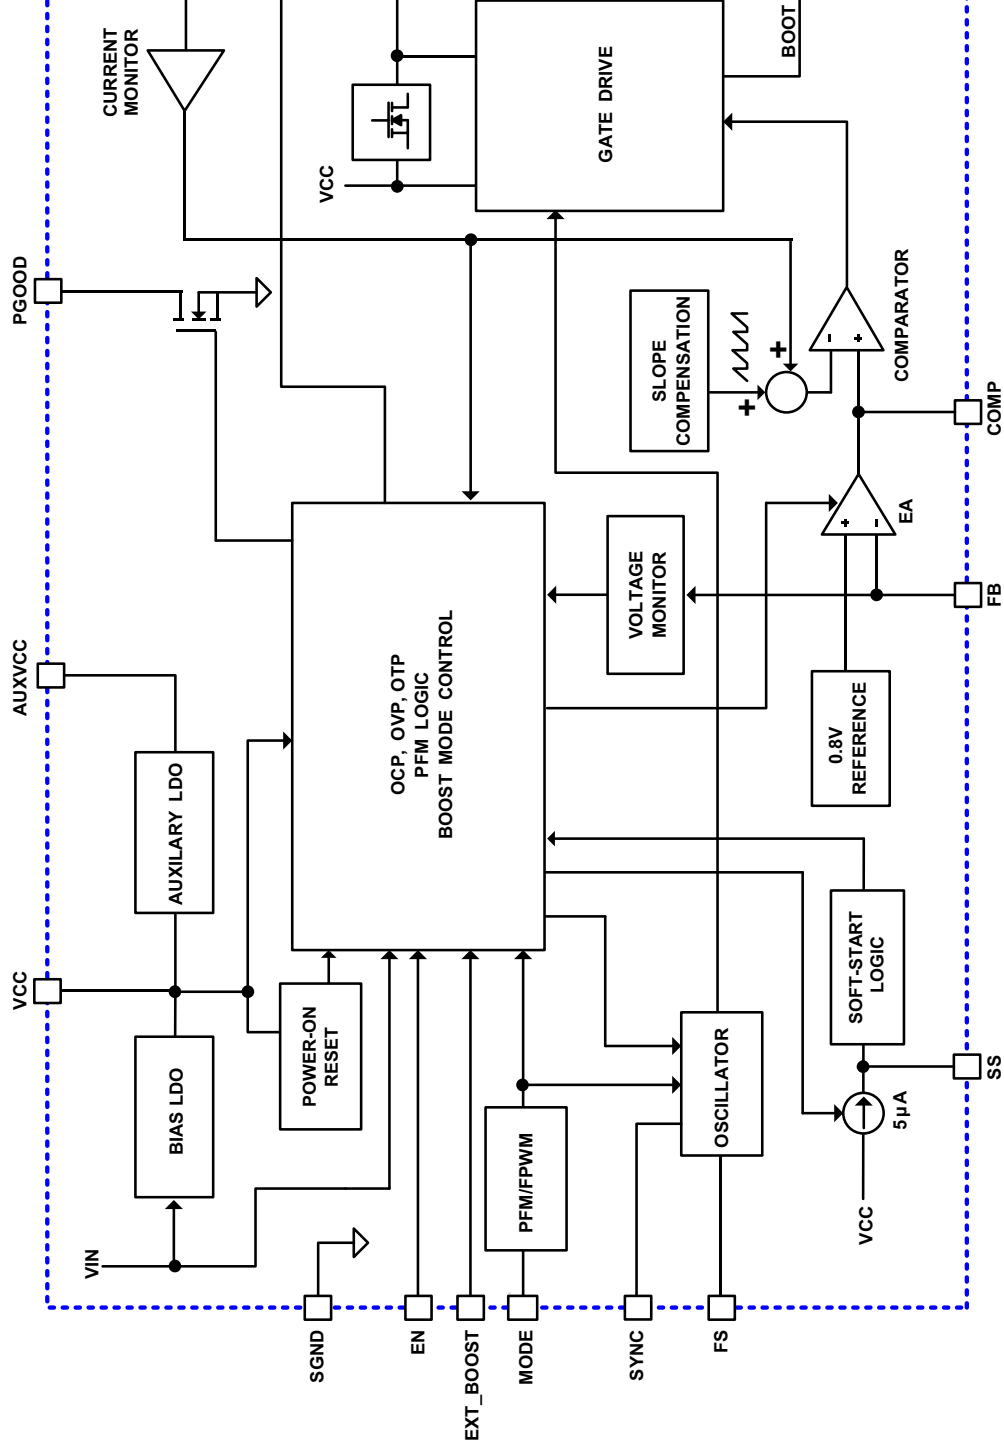 CURRENT
MONITOR
BOOT
GATE DRIVE
VCC
PGOOD
SLOPE
COMPENSATION
+
+
-
+
COMPARATOR
COMP
+
-
EA
VOLTAGE
MONITOR
FB
AUXVCC
AUXILARY LDO
OCP, OVP, OTP
PFM LOGIC
BOOST MODE CONTROL
0.8V
REFERENCE
VCC
BIAS LDO
POWER-ON
RESET
SOFT-START
LOGIC
SS
OSCILLATOR
5µA
VCC
PFM/FPWM
VIN
SGND
EN
EXT_BOOST
MODE
SYNC
FS